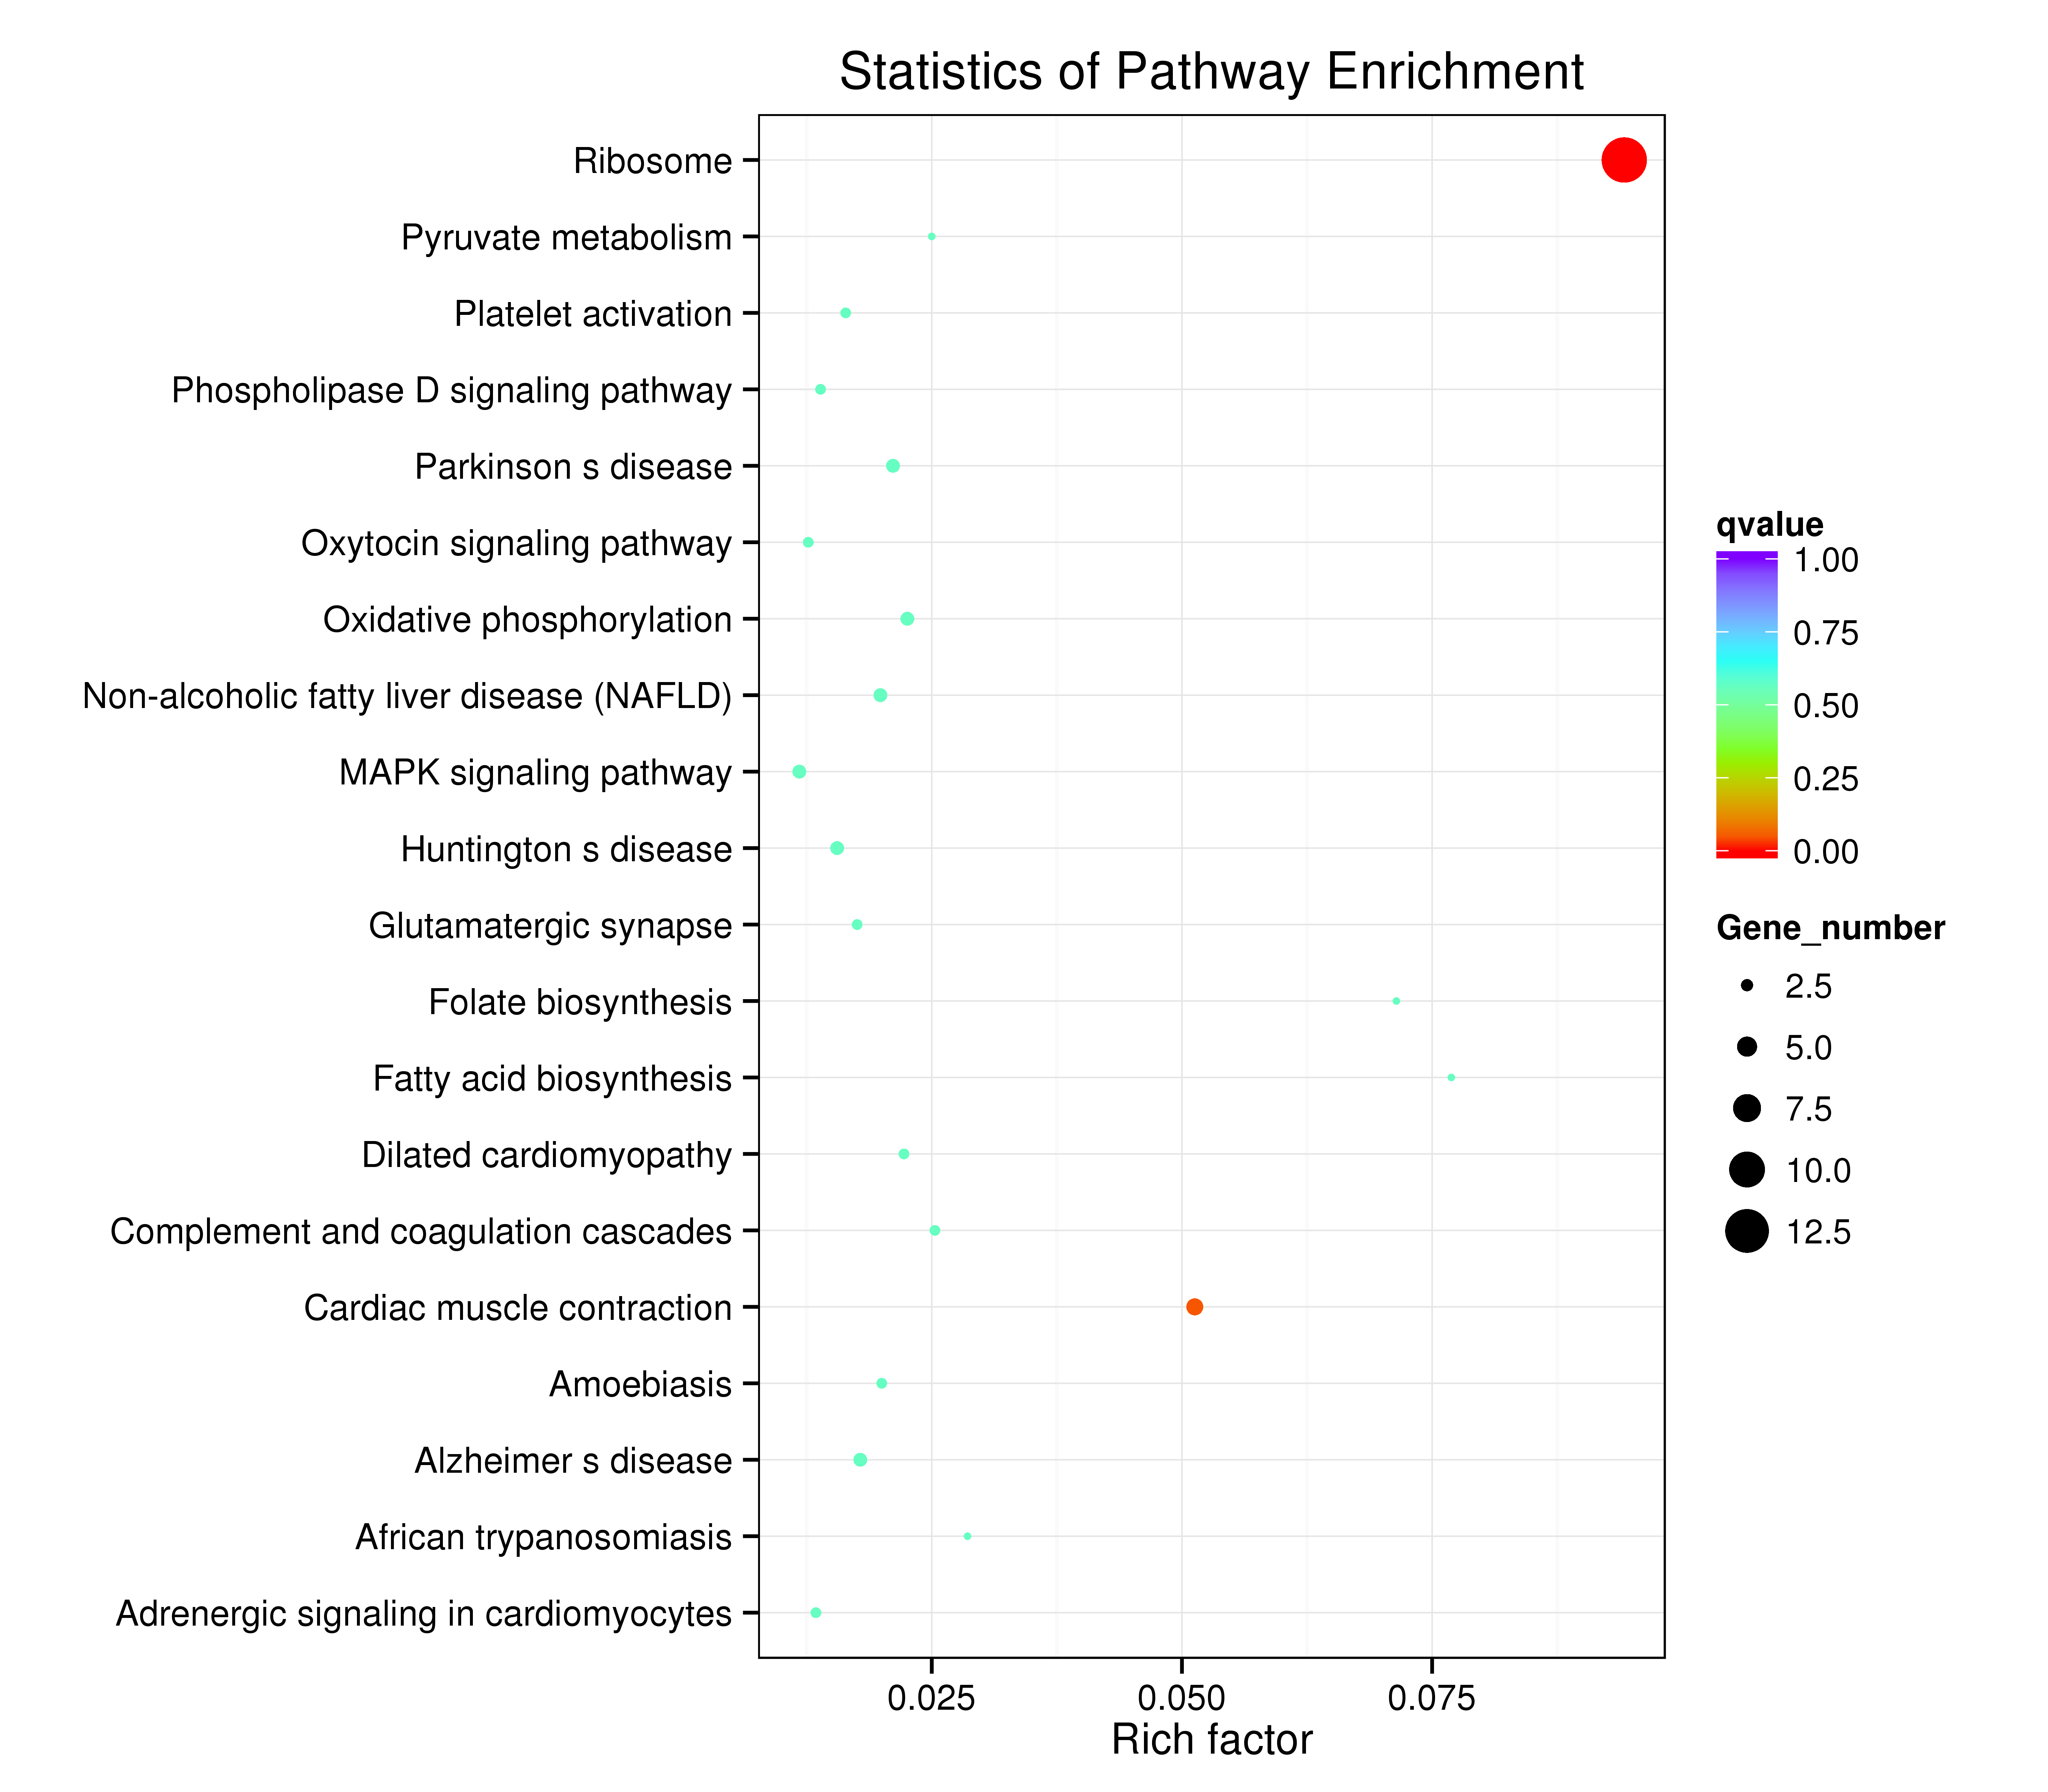 Statistics of Pathway Enrichment
Ribosome
Pyruvate metabolism
Platelet activation
Phospholipase D signaling pathway
Parkinson s disease
Oxytocin signaling pathway
Oxidative phosphorylation
Non-alcoholic fatty liver disease (NAFLD)
MAPK signaling pathway
Huntington s disease
Glutamatergic synapse
Folate biosynthesis
Fatty acid biosynthesis
Dilated cardiomyopathy
Complement and coagulation cascades
Cardiac muscle contraction
Amoebiasis
Alzheimer s disease
African trypanosomiasis
Adrenergic signaling in cardiomyocytes
0.025
0.050
0.075
Rich factor
qvalue
1.00
0.75
0.50
0.25
0.00
Gene_number
2.5
5.0
7.5
10.0
12.5